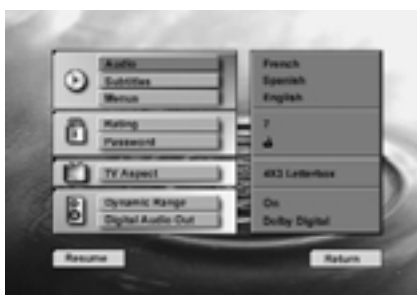 Audio French
Subtitles Spanish
Menus English
Rating 7
Password
TV Aspect 4X3 Letterbox
Dynamic Range On
Digital Audio Out Dolby Digital
Resume Return